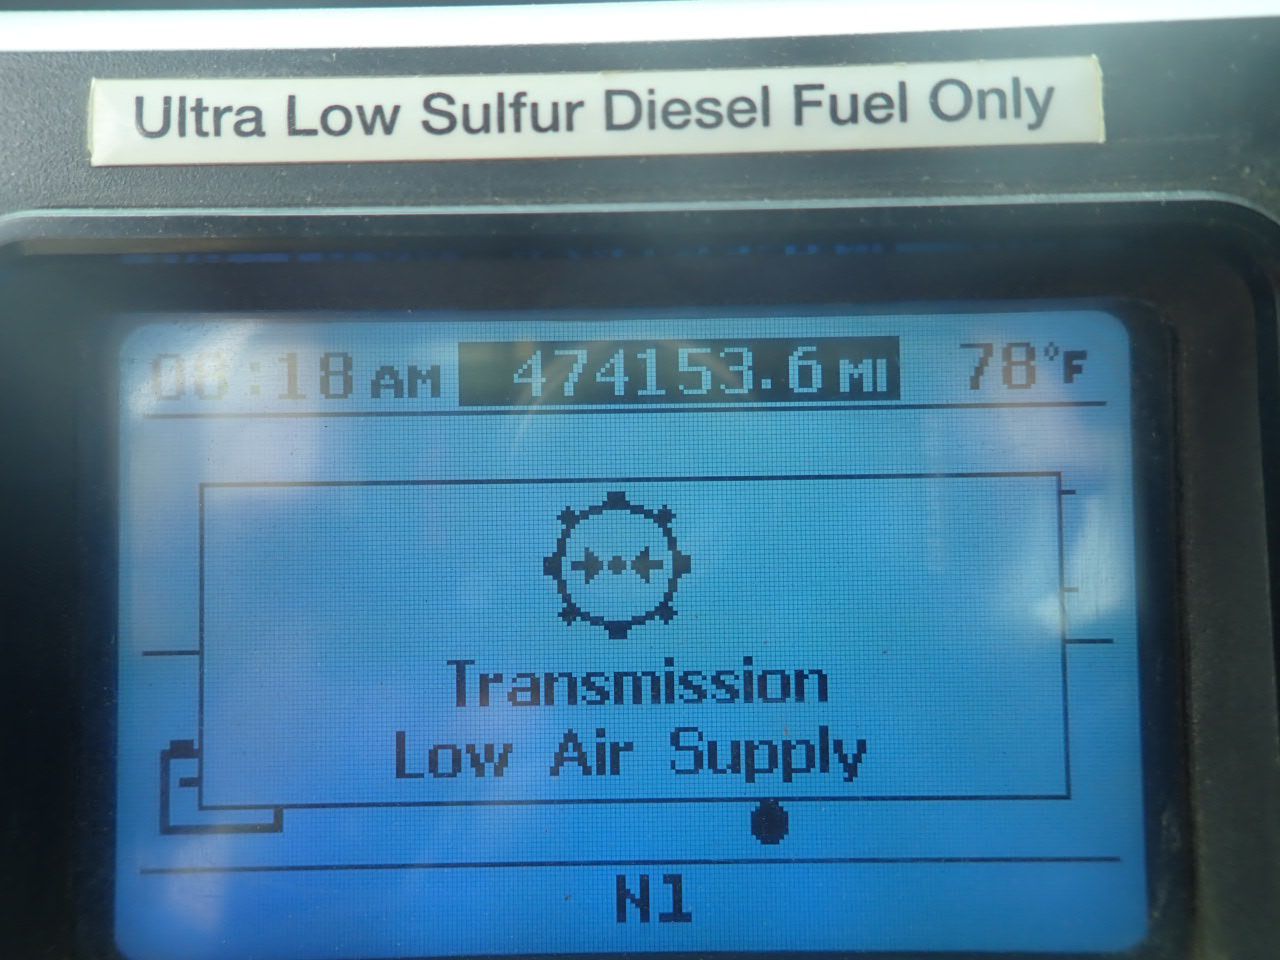 Ultra Low Sulfur Diesel Fuel Only
08:18 AM 474153.6 MI 78°F
Transmission
Low Air Supply
N1